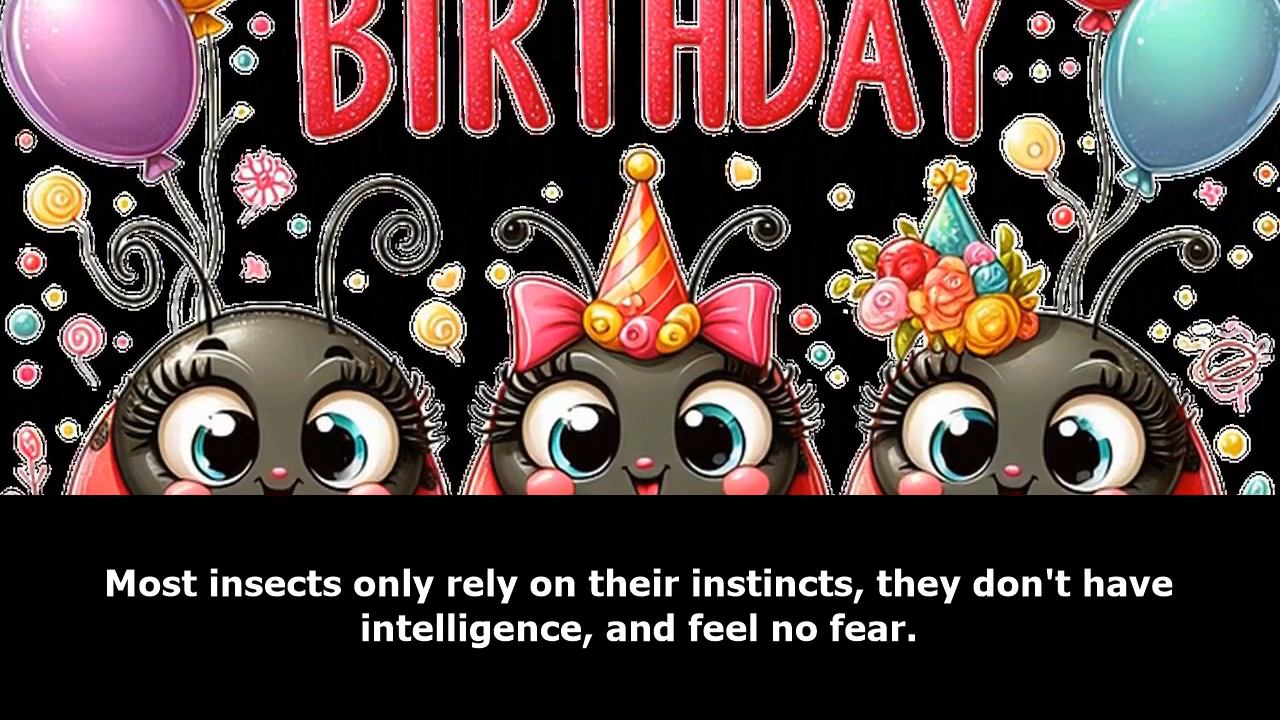 BIRTHDAY
Most insects only rely on their instincts, they don't have
intelligence, and feel no fear.